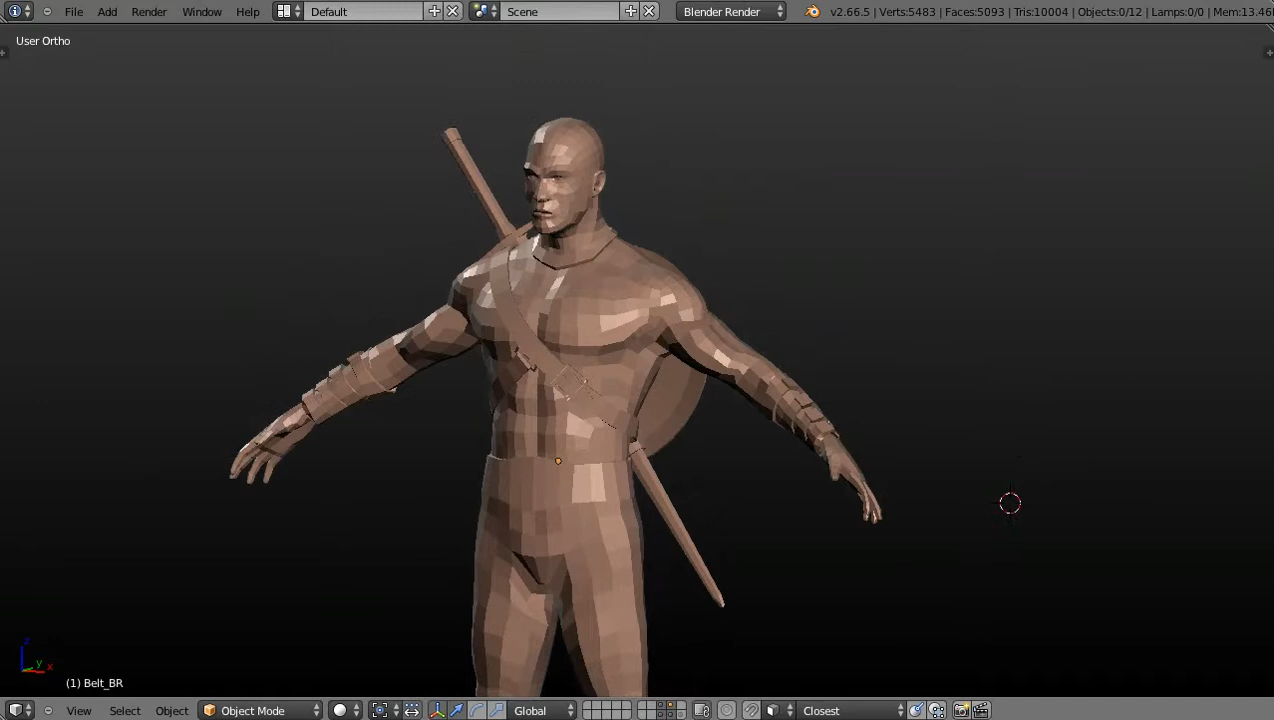 File Add Render Window Help Default Scene Blender Render v2.66.5 | Verts:5483 | Faces:5093 | Tris:10004 | Objects:0/12 | Lamps:0/0 | Mem:13.46
User Ortho
z
y
x
(1) Belt_BR
View Select Object Object Mode Global Closest